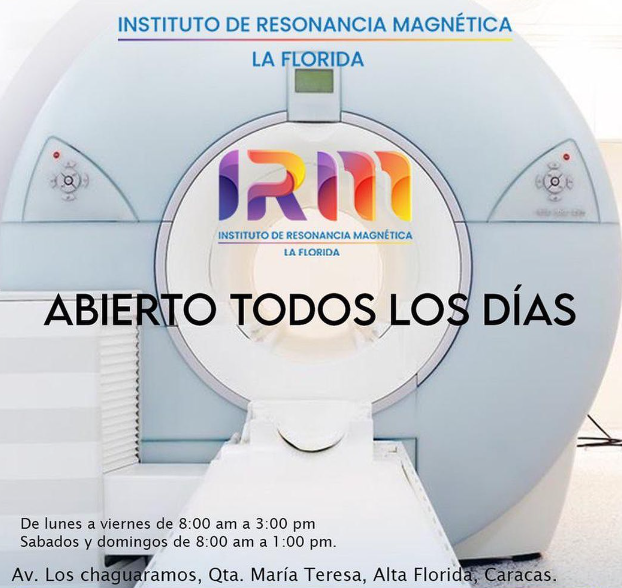 INSTITUTO DE RESONANCIA MAGNÉTICA
LA FLORIDA
IRM
INSTITUTO DE RESONANCIA MAGNÉTICA
LA FLORIDA
ABIERTO TODOS LOS DÍAS
De lunes a viernes de 8:00 am a 3:00 pm
Sabados y domingos de 8:00 am a 1:00 pm.
Av. Los chaguaramos, Qta. María Teresa, Alta Florida, Caracas.